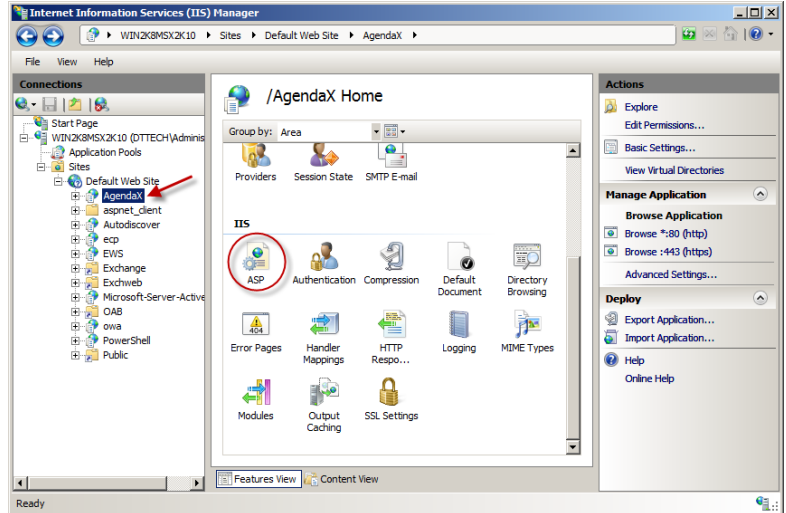 Internet Information Services (IIS) Manager
WIN2K8MSX2K10 Sites Default Web Site AgendaX
File View Help
Connections
Start Page
WIN2K8MSX2K10 (DTTECH\Adminis
Application Pools
Sites
Default Web Site
AgendaX
aspnet_client
Autodiscover
ecp
EWS
Exchange
Exchweb
Microsoft-Server-Active
OAB
owa
PowerShell
Public
/AgendaX Home
Group by: Area
Providers Session State SMTP E-mail
IIS
ASP Authentication Compression Default Document Directory Browsing
404
Error Pages Handler Mappings HTTP Respo... Logging MIME Types
Modules Output Caching SSL Settings
Features View Content View
Actions
Explore
Edit Permissions...
Basic Settings...
View Virtual Directories
Manage Application
Browse Application
Browse *:80 (http)
Browse :443 (https)
Advanced Settings...
Deploy
Export Application...
Import Application...
Help
Online Help
Ready